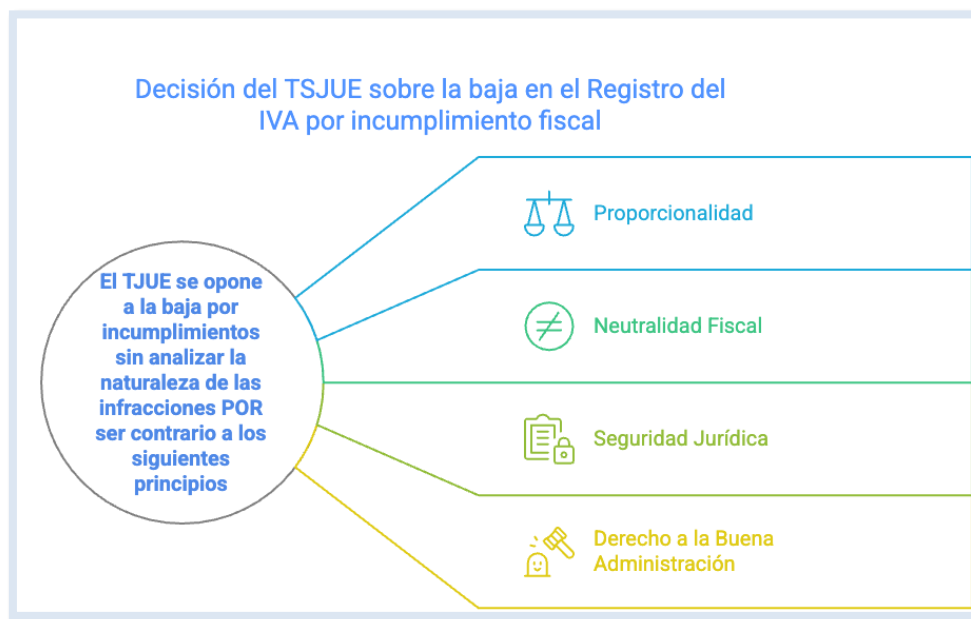 Decisión del TSJUE sobre la baja en el Registro del
IVA por incumplimiento fiscal
El TJUE se opone
a la baja por
incumplimientos
sin analizar la
naturaleza de las
infracciones POR
ser contrario a los
siguientes
principios
Proporcionalidad
Neutralidad Fiscal
Seguridad Jurídica
Derecho a la Buena
Administración